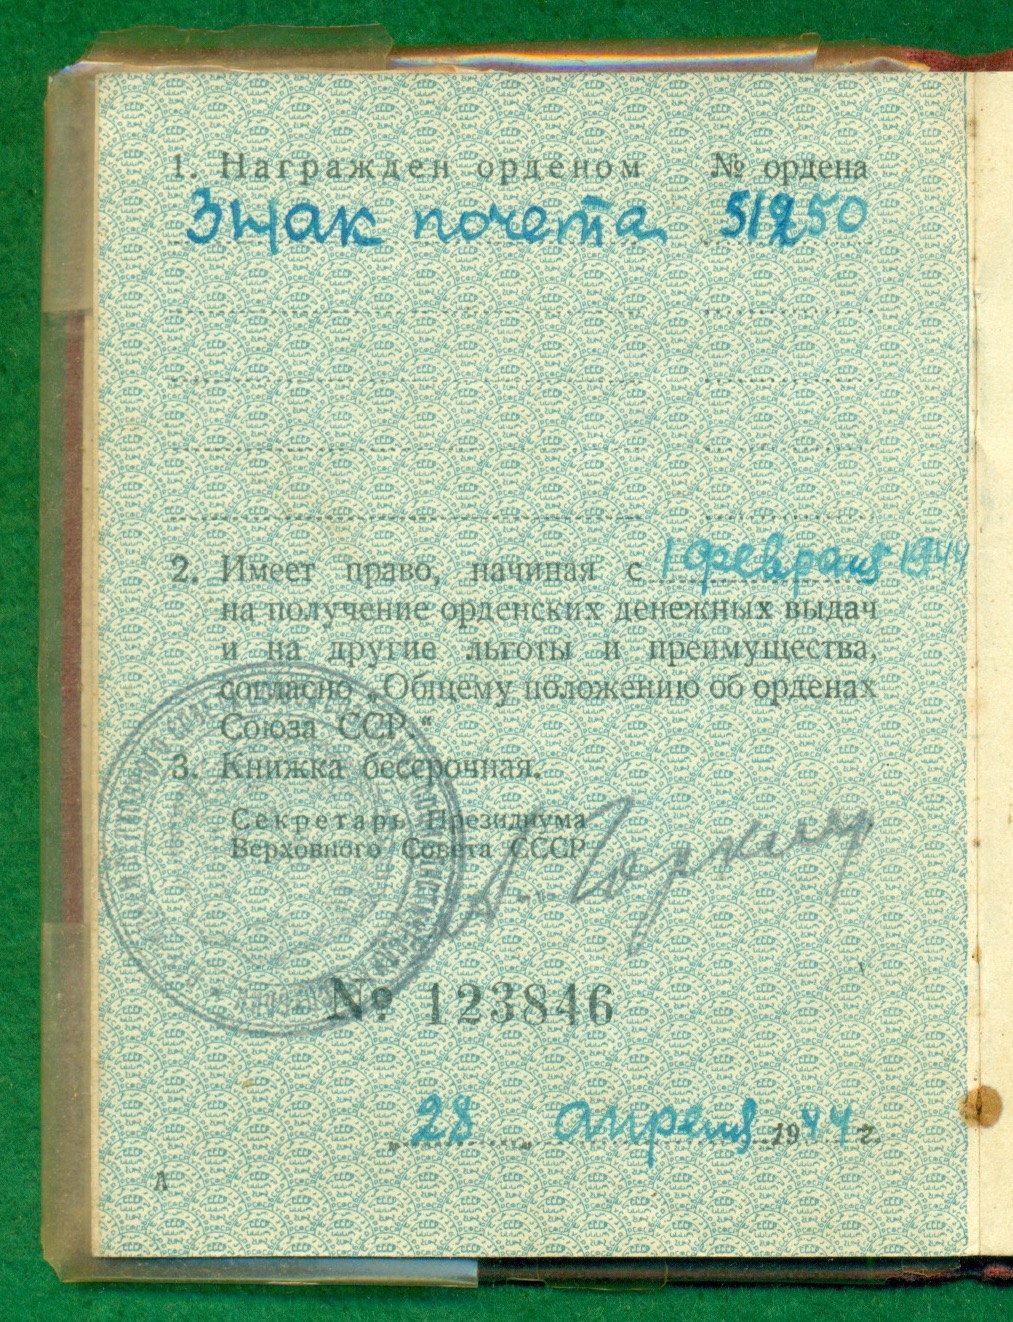 1. Награжден орденом № ордена
Знак почета 51250
2. Имеет право, начиная с 1 февраля 1944
на получение орденских денежных выдач
и на другие льготы и преимущества,
согласно „Общему положению об орденах
Союза ССР.“
3. Книжка бессрочная.
Секретарь Президиума
Верховного Совета СССР
А. Горкин
№ 123846
„28„ апреля 1944 г.
А